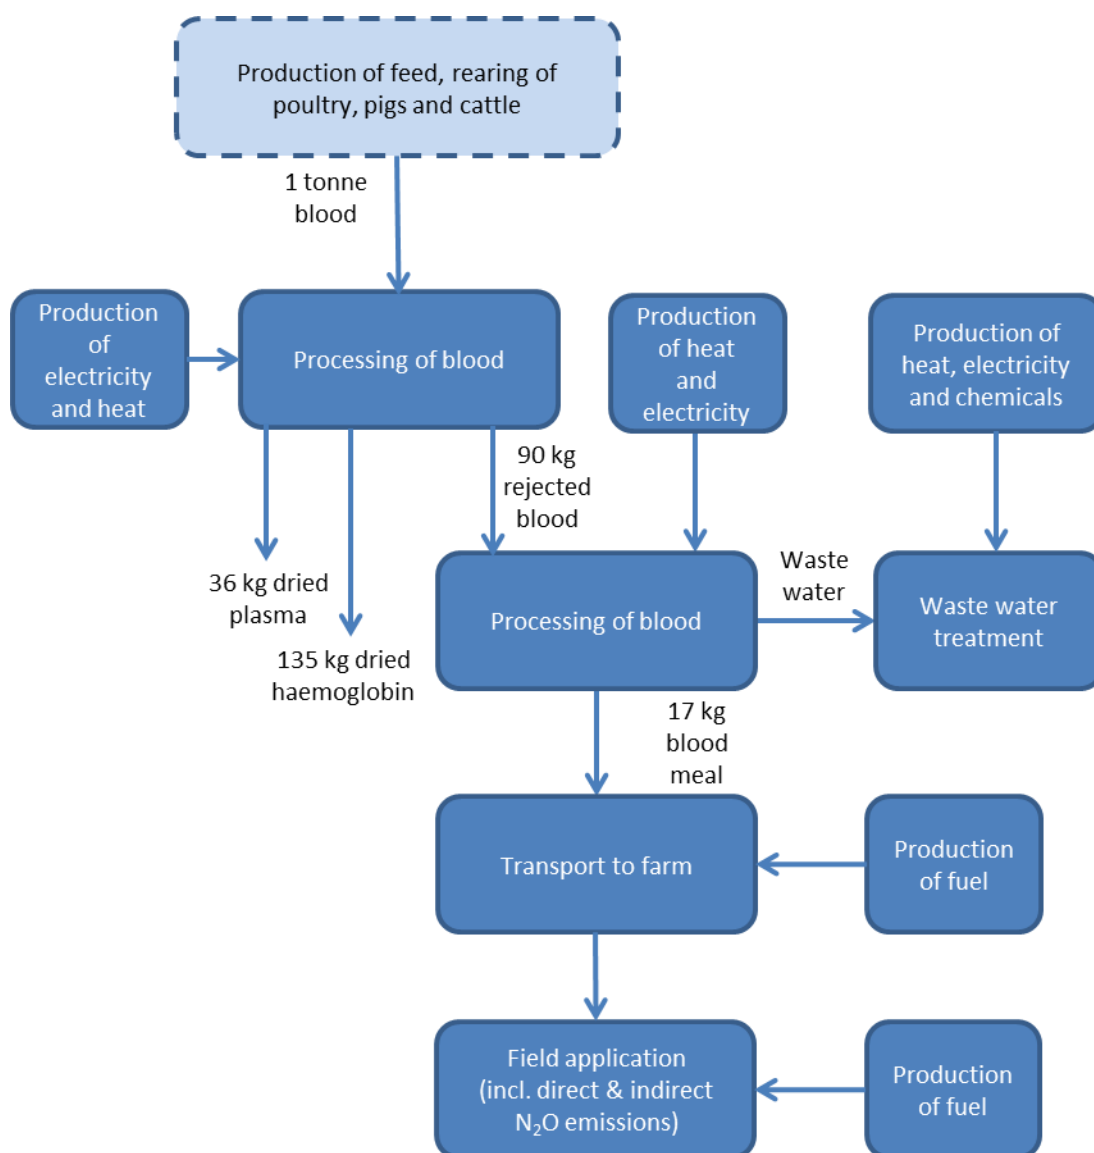 Production of feed, rearing of
poultry, pigs and cattle
1 tonne
blood
Production
of
electricity
and heat
Processing of blood
Production
of heat
and
electricity
Production of
heat, electricity
and chemicals
90 kg
rejected
blood
36 kg dried
plasma
135 kg dried
haemoglobin
Processing of blood
Waste
water
Waste water
treatment
17 kg
blood
meal
Transport to farm
Production
of fuel
Field application
(incl. direct & indirect
N₂O emissions)
Production
of fuel